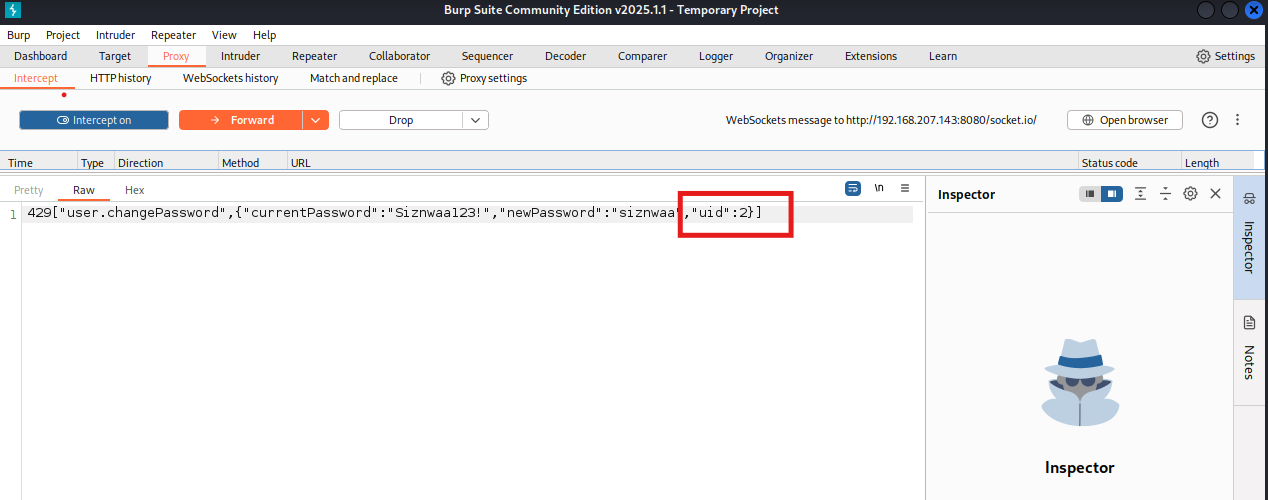 Burp Suite Community Edition v2025.1.1 - Temporary Project
Burp Project Intruder Repeater View Help
Dashboard Target Proxy Intruder Repeater Collaborator Sequencer Decoder Comparer Logger Organizer Extensions Learn Settings
Intercept HTTP history WebSockets history Match and replace Proxy settings
Intercept on Forward Drop WebSockets message to http://192.168.207.143:8080/socket.io/ Open browser
Time Type Direction Method URL Status code Length
Pretty Raw Hex \n
Inspector
1 429["user.changePassword",{"currentPassword":"Siznwaa123!","newPassword":"siznwaa","uid":2}]
Inspector
Notes
Inspector